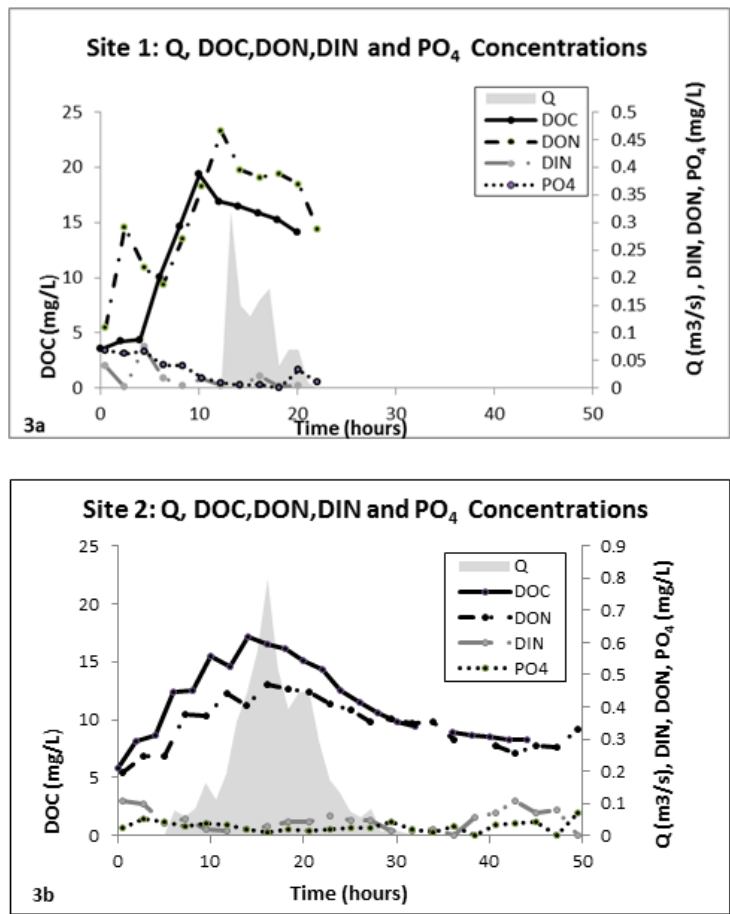 Site 1: Q, DOC,DON,DIN and PO4 Concentrations
25
20
15
10
5
0
DOC (mg/L)
0 10 20 30 40 50
Time (hours)
0.5
0.45
0.4
0.35
0.3
0.25
0.2
0.15
0.1
0.05
0
Q (m3/s) , DIN, DON, PO4 (mg/L)
Q
DOC
DON
DIN
PO4
3a
Site 2: Q, DOC,DON,DIN and PO4 Concentrations
25
20
15
10
5
0
DOC (mg/L)
0 10 20 30 40 50
Time (hours)
0.9
0.8
0.7
0.6
0.5
0.4
0.3
0.2
0.1
0
Q (m3/s), DIN, DON, PO4 (mg/L)
Q
DOC
DON
DIN
PO4
3b